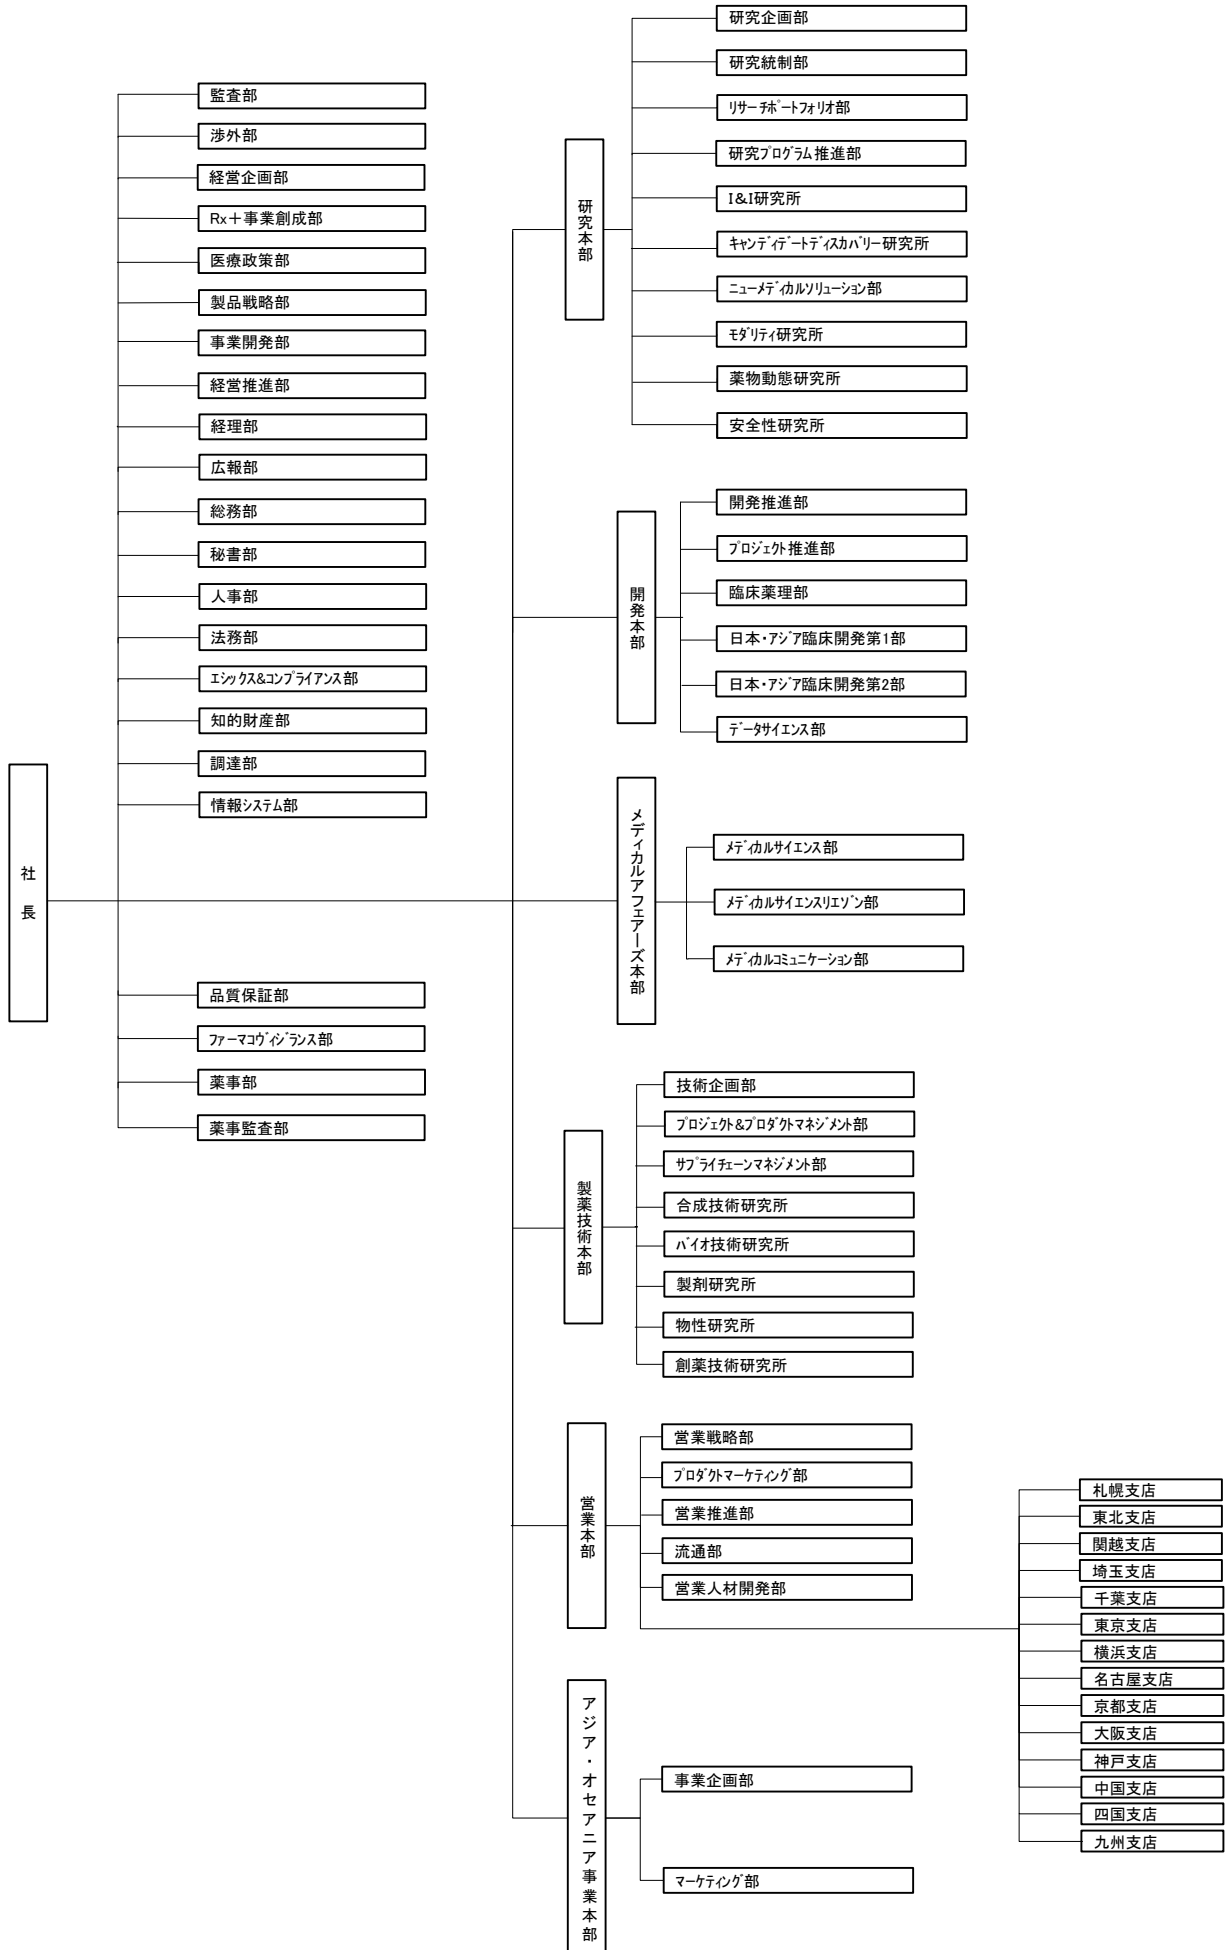 社長
監査部
渉外部
経営企画部
Rx＋事業創成部
医療政策部
製品戦略部
事業開発部
経営推進部
経理部
広報部
総務部
秘書部
人事部
法務部
ｴｼｯｸｽ&ｺﾝﾌﾟﾗｲｱﾝｽ部
知的財産部
調達部
情報システム部
品質保証部
ﾌｧｰﾏｺｳﾞｨｼﾞﾗﾝｽ部
薬事部
薬事監査部
研究本部
研究企画部
研究統制部
ﾘｻｰﾁﾎﾟｰﾄﾌｫﾘｵ部
研究ﾌﾟﾛｸﾞﾗﾑ推進部
I&I研究所
ｷｬﾝﾃﾞｨﾃﾞｰﾄﾃﾞｨｽｶﾊﾞﾘｰ研究所
ﾆｭｰﾒﾃﾞｨｶﾙｿﾘｭｰｼｮﾝ部
ﾓﾀﾞﾘﾃｨ研究所
薬物動態研究所
安全性研究所
開発本部
開発推進部
ﾌﾟﾛｼﾞｪｸﾄ推進部
臨床薬理部
日本・ｱｼﾞｱ臨床開発第1部
日本・ｱｼﾞｱ臨床開発第2部
ﾃﾞｰﾀｻｲｴﾝｽ部
メディカルアフェアーズ本部
ﾒﾃﾞｨｶﾙｻｲｴﾝｽ部
ﾒﾃﾞｨｶﾙｻｲｴﾝｽﾘｴｿﾞﾝ部
ﾒﾃﾞｨｶﾙｺﾐｭﾆｹｰｼｮﾝ部
製薬技術本部
技術企画部
ﾌﾟﾛｼﾞｪｸﾄ&ﾌﾟﾛﾀﾞｸﾄﾏﾈｼﾞﾒﾝﾄ部
ｻﾌﾟﾗｲﾁｪｰﾝﾏﾈｼﾞﾒﾝﾄ部
合成技術研究所
ﾊﾞｲｵ技術研究所
製剤研究所
物性研究所
創薬技術研究所
営業本部
営業戦略部
ﾌﾟﾛﾀﾞｸﾄﾏｰｹﾃｨﾝｸﾞ部
営業推進部
流通部
営業人材開発部
札幌支店
東北支店
関越支店
埼玉支店
千葉支店
東京支店
横浜支店
名古屋支店
京都支店
大阪支店
神戸支店
中国支店
四国支店
九州支店
アジア・オセアニア事業本部
事業企画部
ﾏｰｹﾃｨﾝｸﾞ部